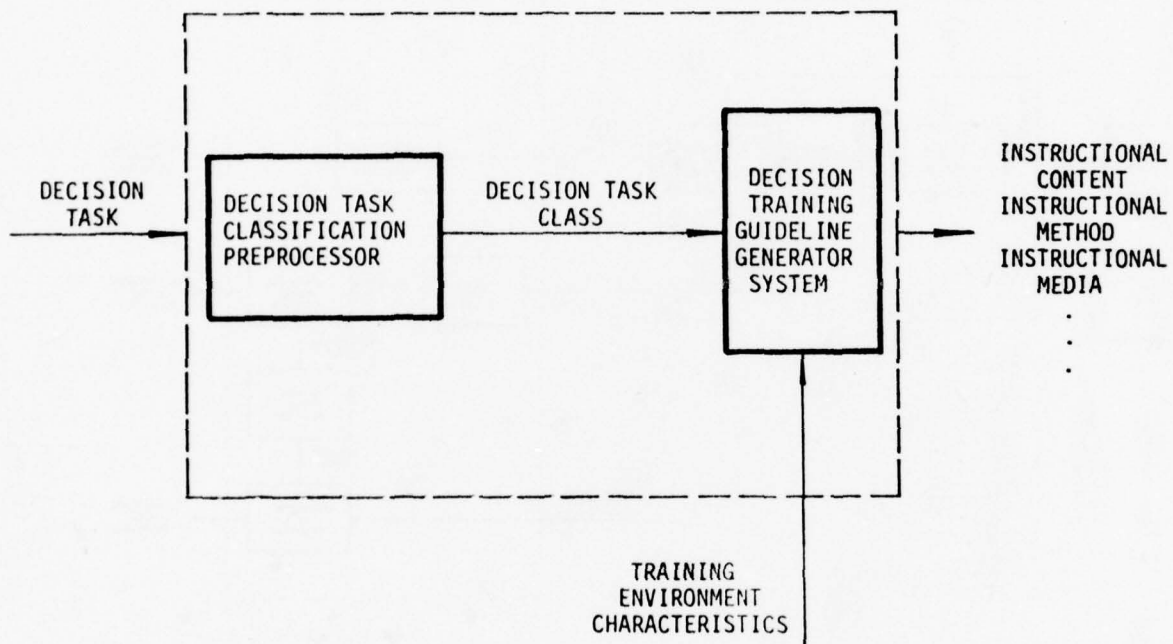 DECISION
TASK
DECISION TASK
CLASSIFICATION
PREPROCESSOR
DECISION TASK
CLASS
DECISION
TRAINING
GUIDELINE
GENERATOR
SYSTEM
INSTRUCTIONAL
CONTENT
INSTRUCTIONAL
METHOD
INSTRUCTIONAL
MEDIA
.
.
.
TRAINING
ENVIRONMENT
CHARACTERISTICS